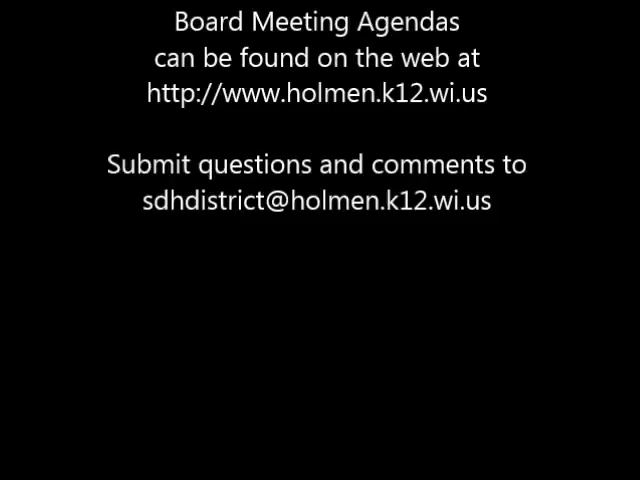 Board Meeting Agendas
can be found on the web at
http://www.holmen.k12.wi.us
Submit questions and comments to
sdhdistrict@holmen.k12.wi.us